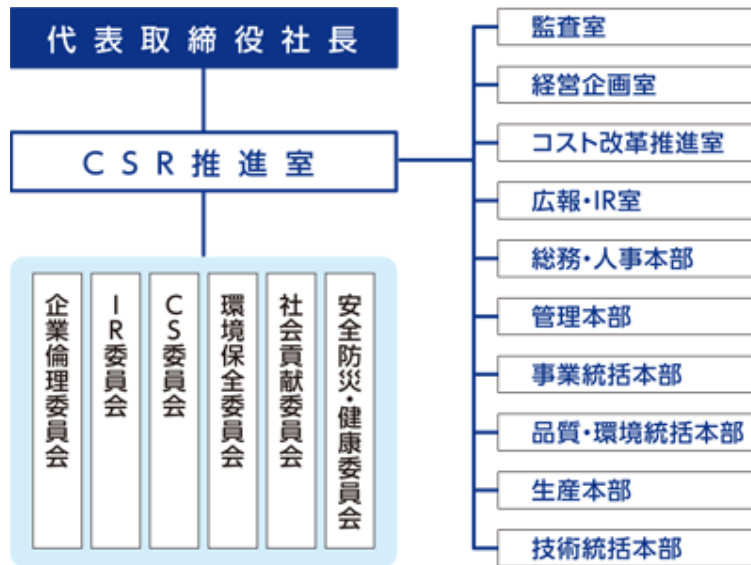 代表取締役社長
CSR推進室
企業倫理委員会
IR委員会
CS委員会
環境保全委員会
社会貢献委員会
安全防災・健康委員会
監査室
経営企画室
コスト改革推進室
広報・IR室
総務・人事本部
管理本部
事業統括本部
品質・環境統括本部
生産本部
技術統括本部